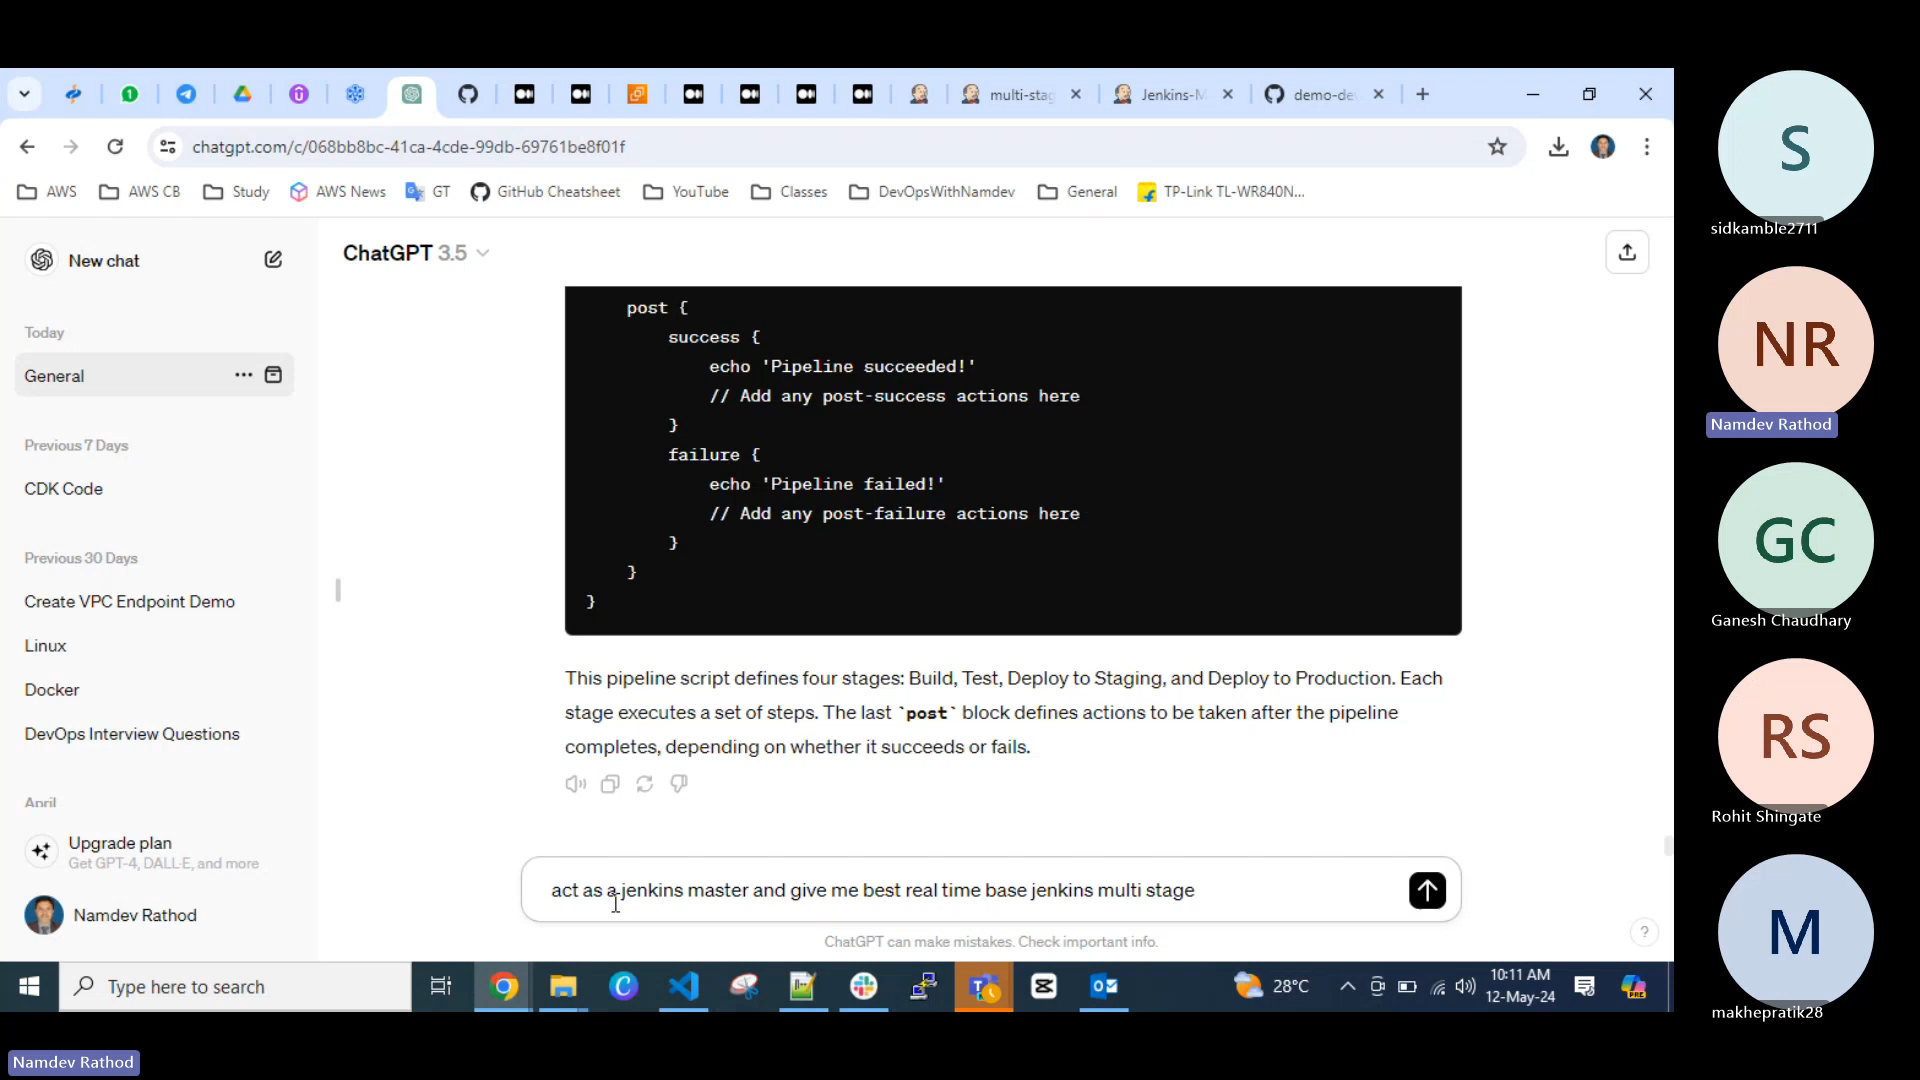 multi-stag
Jenkins-M
demo-de
chatgpt.com/c/068bb8bc-41ca-4cde-99db-69761be8f01f
AWS
AWS CB
Study
AWS News
GT
GitHub Cheatsheet
YouTube
Classes
DevOpsWithNamdev
General
TP-Link TL-WR840N...
New chat
Today
General
Previous 7 Days
CDK Code
Previous 30 Days
Create VPC Endpoint Demo
Linux
Docker
DevOps Interview Questions
April
Upgrade plan
Get GPT-4, DALL·E, and more
Namdev Rathod
ChatGPT 3.5
post {
success {
echo 'Pipeline succeeded!'
// Add any post-success actions here
}
failure {
echo 'Pipeline failed!'
// Add any post-failure actions here
}
}
}
This pipeline script defines four stages: Build, Test, Deploy to Staging, and Deploy to Production. Each
stage executes a set of steps. The last `post` block defines actions to be taken after the pipeline
completes, depending on whether it succeeds or fails.
act as a jenkins master and give me best real time base jenkins multi stage
ChatGPT can make mistakes. Check important info.
?
Type here to search
28°C
10:11 AM
12-May-24
S
sidkamble2711
NR
Namdev Rathod
GC
Ganesh Chaudhary
RS
Rohit Shingate
M
makhepratik28
Namdev Rathod